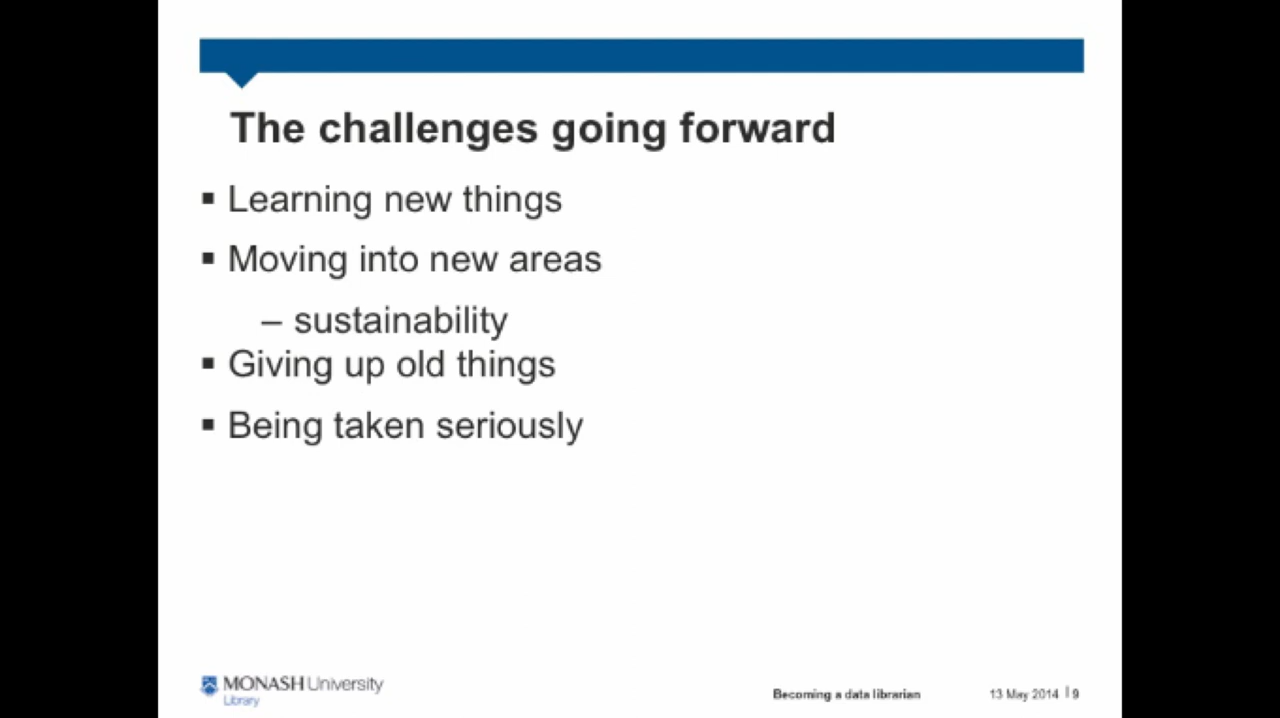 The challenges going forward
▪ Learning new things
▪ Moving into new areas
– sustainability
▪ Giving up old things
▪ Being taken seriously
MONASH University
Library
Becoming a data librarian
13 May 2014 | 9